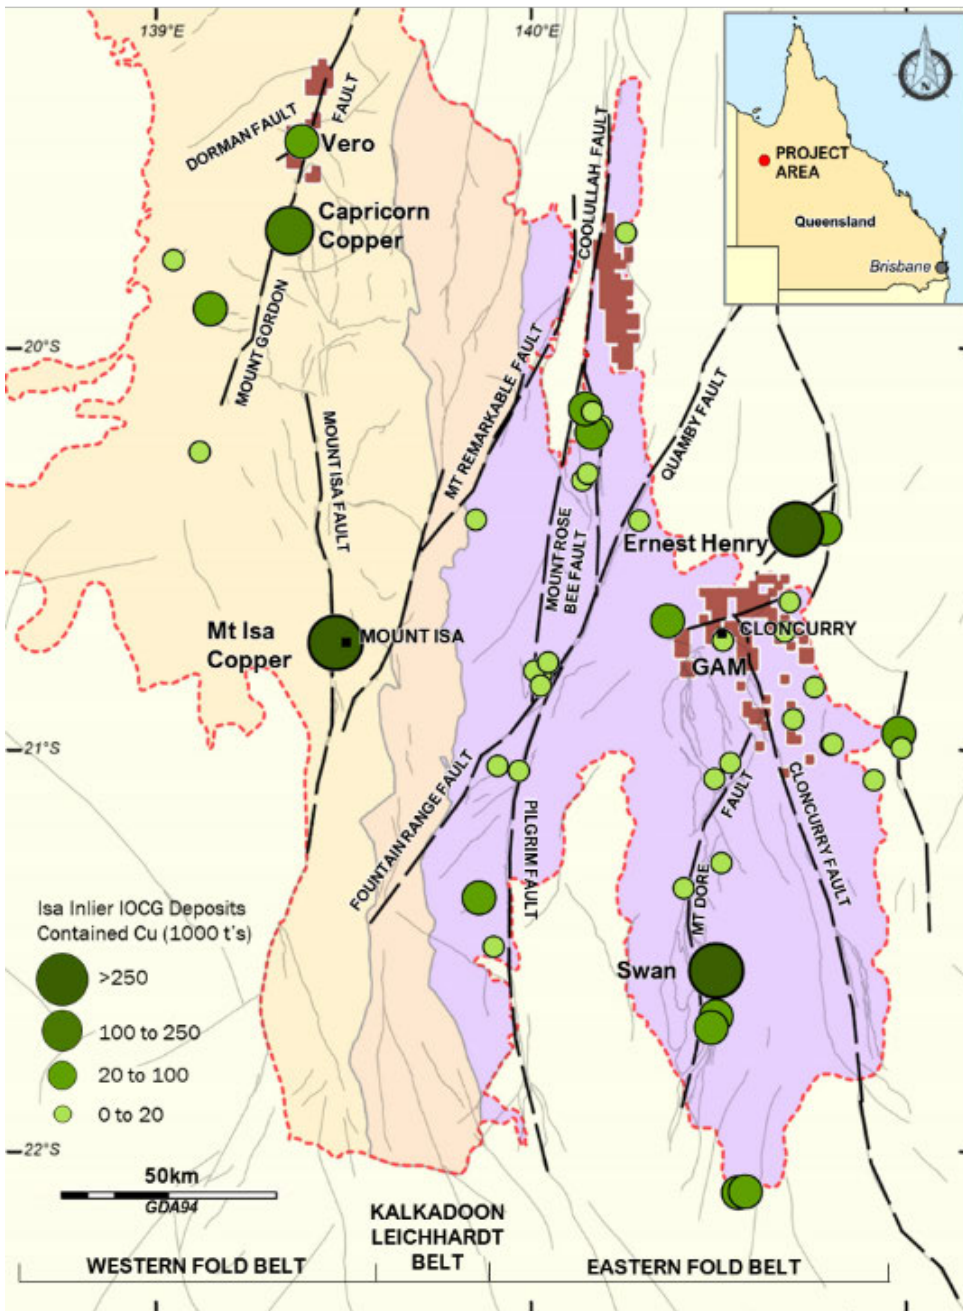 139°E
140°E
N
PROJECT
AREA
Queensland
Brisbane
DORMAN FAULT
FAULT
Vero
Capricorn
Copper
COOLULLAH FAULT
MOUNT GORDON
20°S
MT REMARKABLE FAULT
QUAMBY FAULT
MOUNT ISA FAULT
Ernest Henry
MOUNT ROSE
BEE FAULT
Mt Isa
Copper
MOUNT ISA
CLONCURRY
GAM
21°S
FOUNTAIN RANGE FAULT
PILGRIM FAULT
FAULT
MT DORE
CLONCURRY FAULT
Isa Inlier IOCG Deposits
Contained Cu (1000 t's)
>250
100 to 250
20 to 100
0 to 20
Swan
22°S
50km
GDA94
KALKADOON
LEICHHARDT
BELT
WESTERN FOLD BELT
EASTERN FOLD BELT